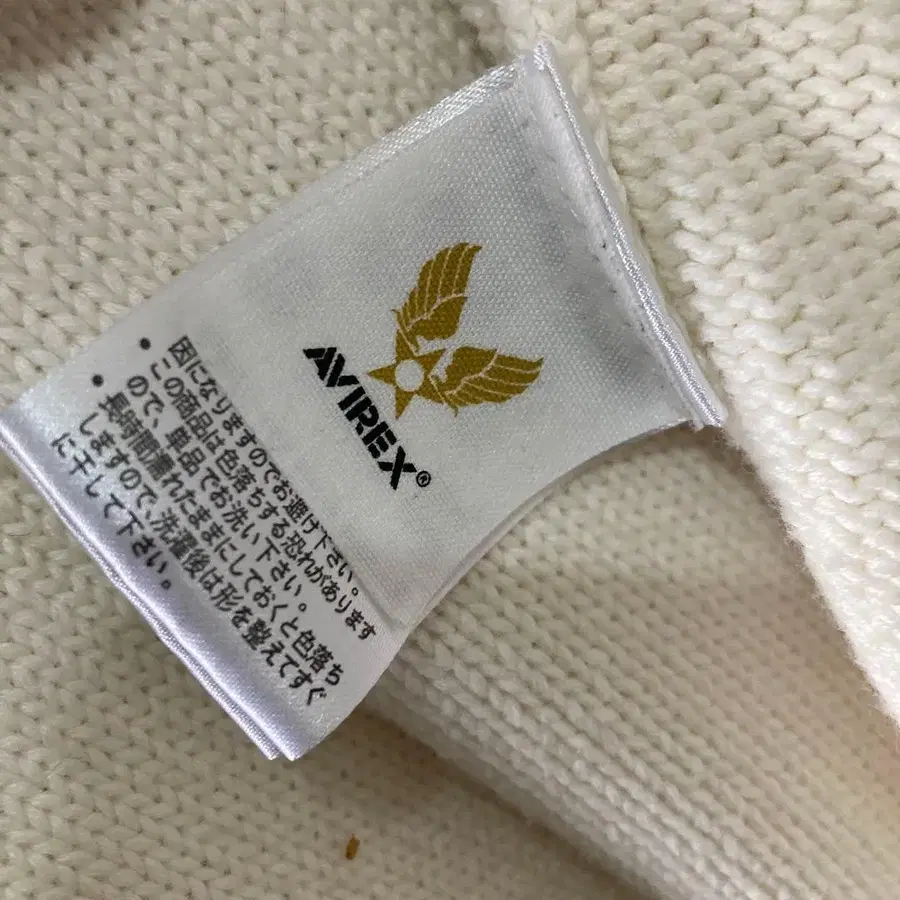 AVIREX®
因になりますのでお避け下さい。
・この商品は色落ちする恐れがあります
ので、単品でお洗い下さい。
・長時間濡れたままにしておくと色落ち
しますので、洗濯後は形を整えてすぐ
に干して下さい。